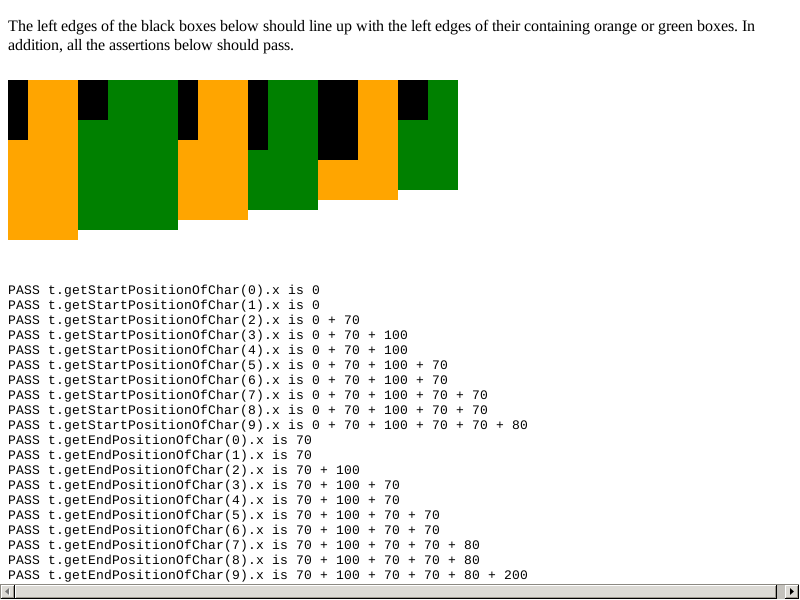 The left edges of the black boxes below should line up with the left edges of their containing orange or green boxes. In
addition, all the assertions below should pass.
PASS t.getStartPositionOfChar(0).x is 0
PASS t.getStartPositionOfChar(1).x is 0
PASS t.getStartPositionOfChar(2).x is 0 + 70
PASS t.getStartPositionOfChar(3).x is 0 + 70 + 100
PASS t.getStartPositionOfChar(4).x is 0 + 70 + 100
PASS t.getStartPositionOfChar(5).x is 0 + 70 + 100 + 70
PASS t.getStartPositionOfChar(6).x is 0 + 70 + 100 + 70
PASS t.getStartPositionOfChar(7).x is 0 + 70 + 100 + 70 + 70
PASS t.getStartPositionOfChar(8).x is 0 + 70 + 100 + 70 + 70
PASS t.getStartPositionOfChar(9).x is 0 + 70 + 100 + 70 + 70 + 80
PASS t.getEndPositionOfChar(0).x is 70
PASS t.getEndPositionOfChar(1).x is 70
PASS t.getEndPositionOfChar(2).x is 70 + 100
PASS t.getEndPositionOfChar(3).x is 70 + 100 + 70
PASS t.getEndPositionOfChar(4).x is 70 + 100 + 70
PASS t.getEndPositionOfChar(5).x is 70 + 100 + 70 + 70
PASS t.getEndPositionOfChar(6).x is 70 + 100 + 70 + 70
PASS t.getEndPositionOfChar(7).x is 70 + 100 + 70 + 70 + 80
PASS t.getEndPositionOfChar(8).x is 70 + 100 + 70 + 70 + 80
PASS t.getEndPositionOfChar(9).x is 70 + 100 + 70 + 70 + 80 + 200